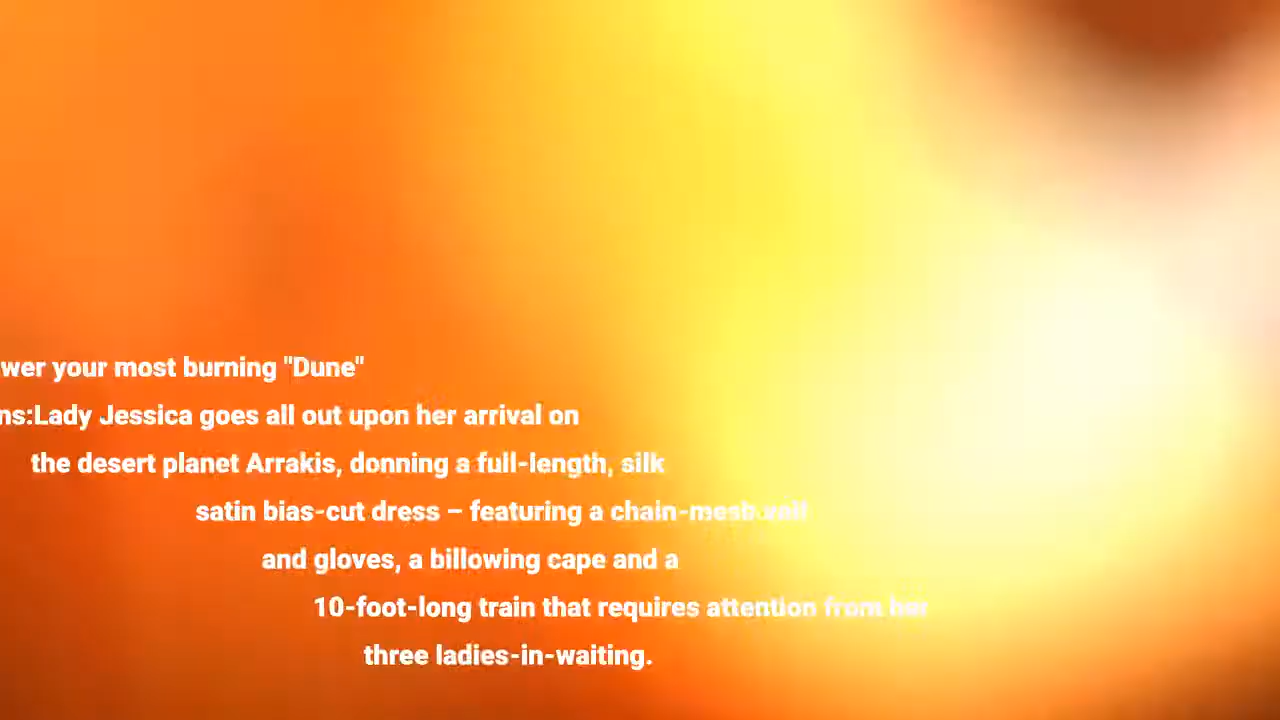 wer your most burning "Dune"
ns:Lady Jessica goes all out upon her arrival on
the desert planet Arrakis, donning a full-length, silk
satin bias-cut dress – featuring a chain-mesh veil
and gloves, a billowing cape and a
10-foot-long train that requires attention from her
three ladies-in-waiting.